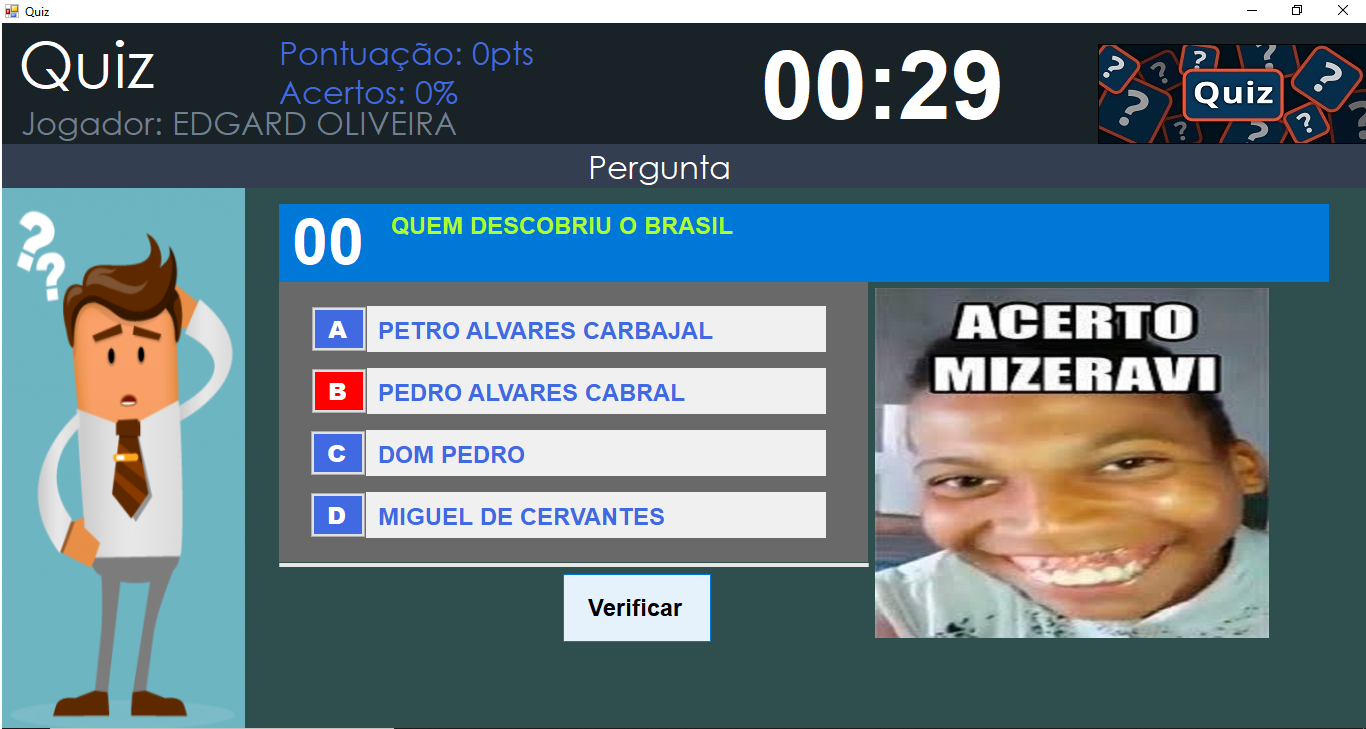 Quiz
Quiz
Pontuação: 0pts
Acertos: 0%
Jogador: EDGARD OLIVEIRA
00:29
? ? ? ? ? ? ? ? ?
Quiz
Pergunta
??
00 QUEM DESCOBRIU O BRASIL
A PETRO ALVARES CARBAJAL
B PEDRO ALVARES CABRAL
C DOM PEDRO
D MIGUEL DE CERVANTES
ACERTO
MIZERAVI
Verificar